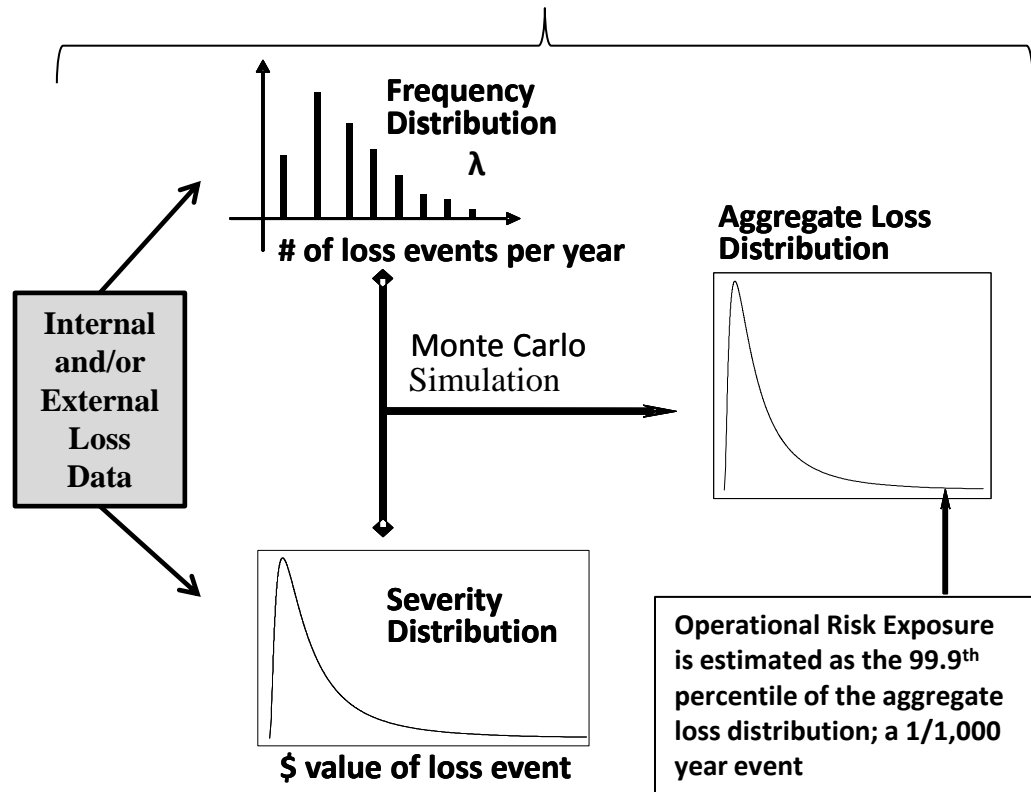 Frequency
Distribution
λ
# of loss events per year
Internal
and/or
External
Loss
Data
Monte Carlo
Simulation
Aggregate Loss
Distribution
Severity
Distribution
$ value of loss event
Operational Risk Exposure
is estimated as the 99.9th
percentile of the aggregate
loss distribution; a 1/1,000
year event